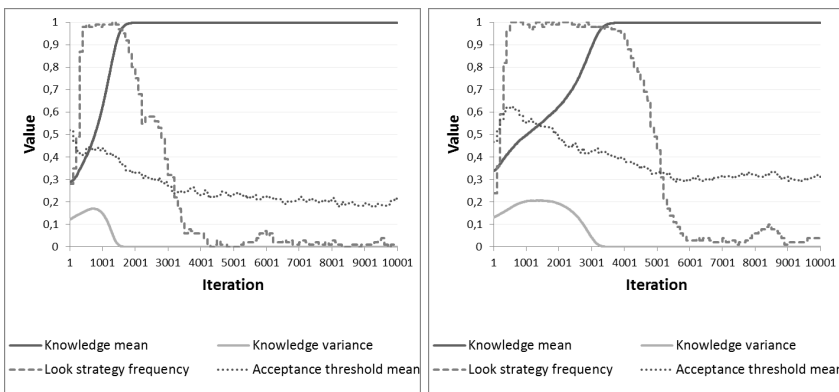 1
0,9
0,8
0,7
0,6
0,5
0,4
0,3
0,2
0,1
0
Value
1 1001 2001 3001 4001 5001 6001 7001 8001 9001 10001
Iteration
Knowledge mean Knowledge variance
Look strategy frequency Acceptance threshold mean
1
0,9
0,8
0,7
0,6
0,5
0,4
0,3
0,2
0,1
0
Value
1 1001 2001 3001 4001 5001 6001 7001 8001 9001 10001
Iteration
Knowledge mean Knowledge variance
Look strategy frequency Acceptance threshold mean